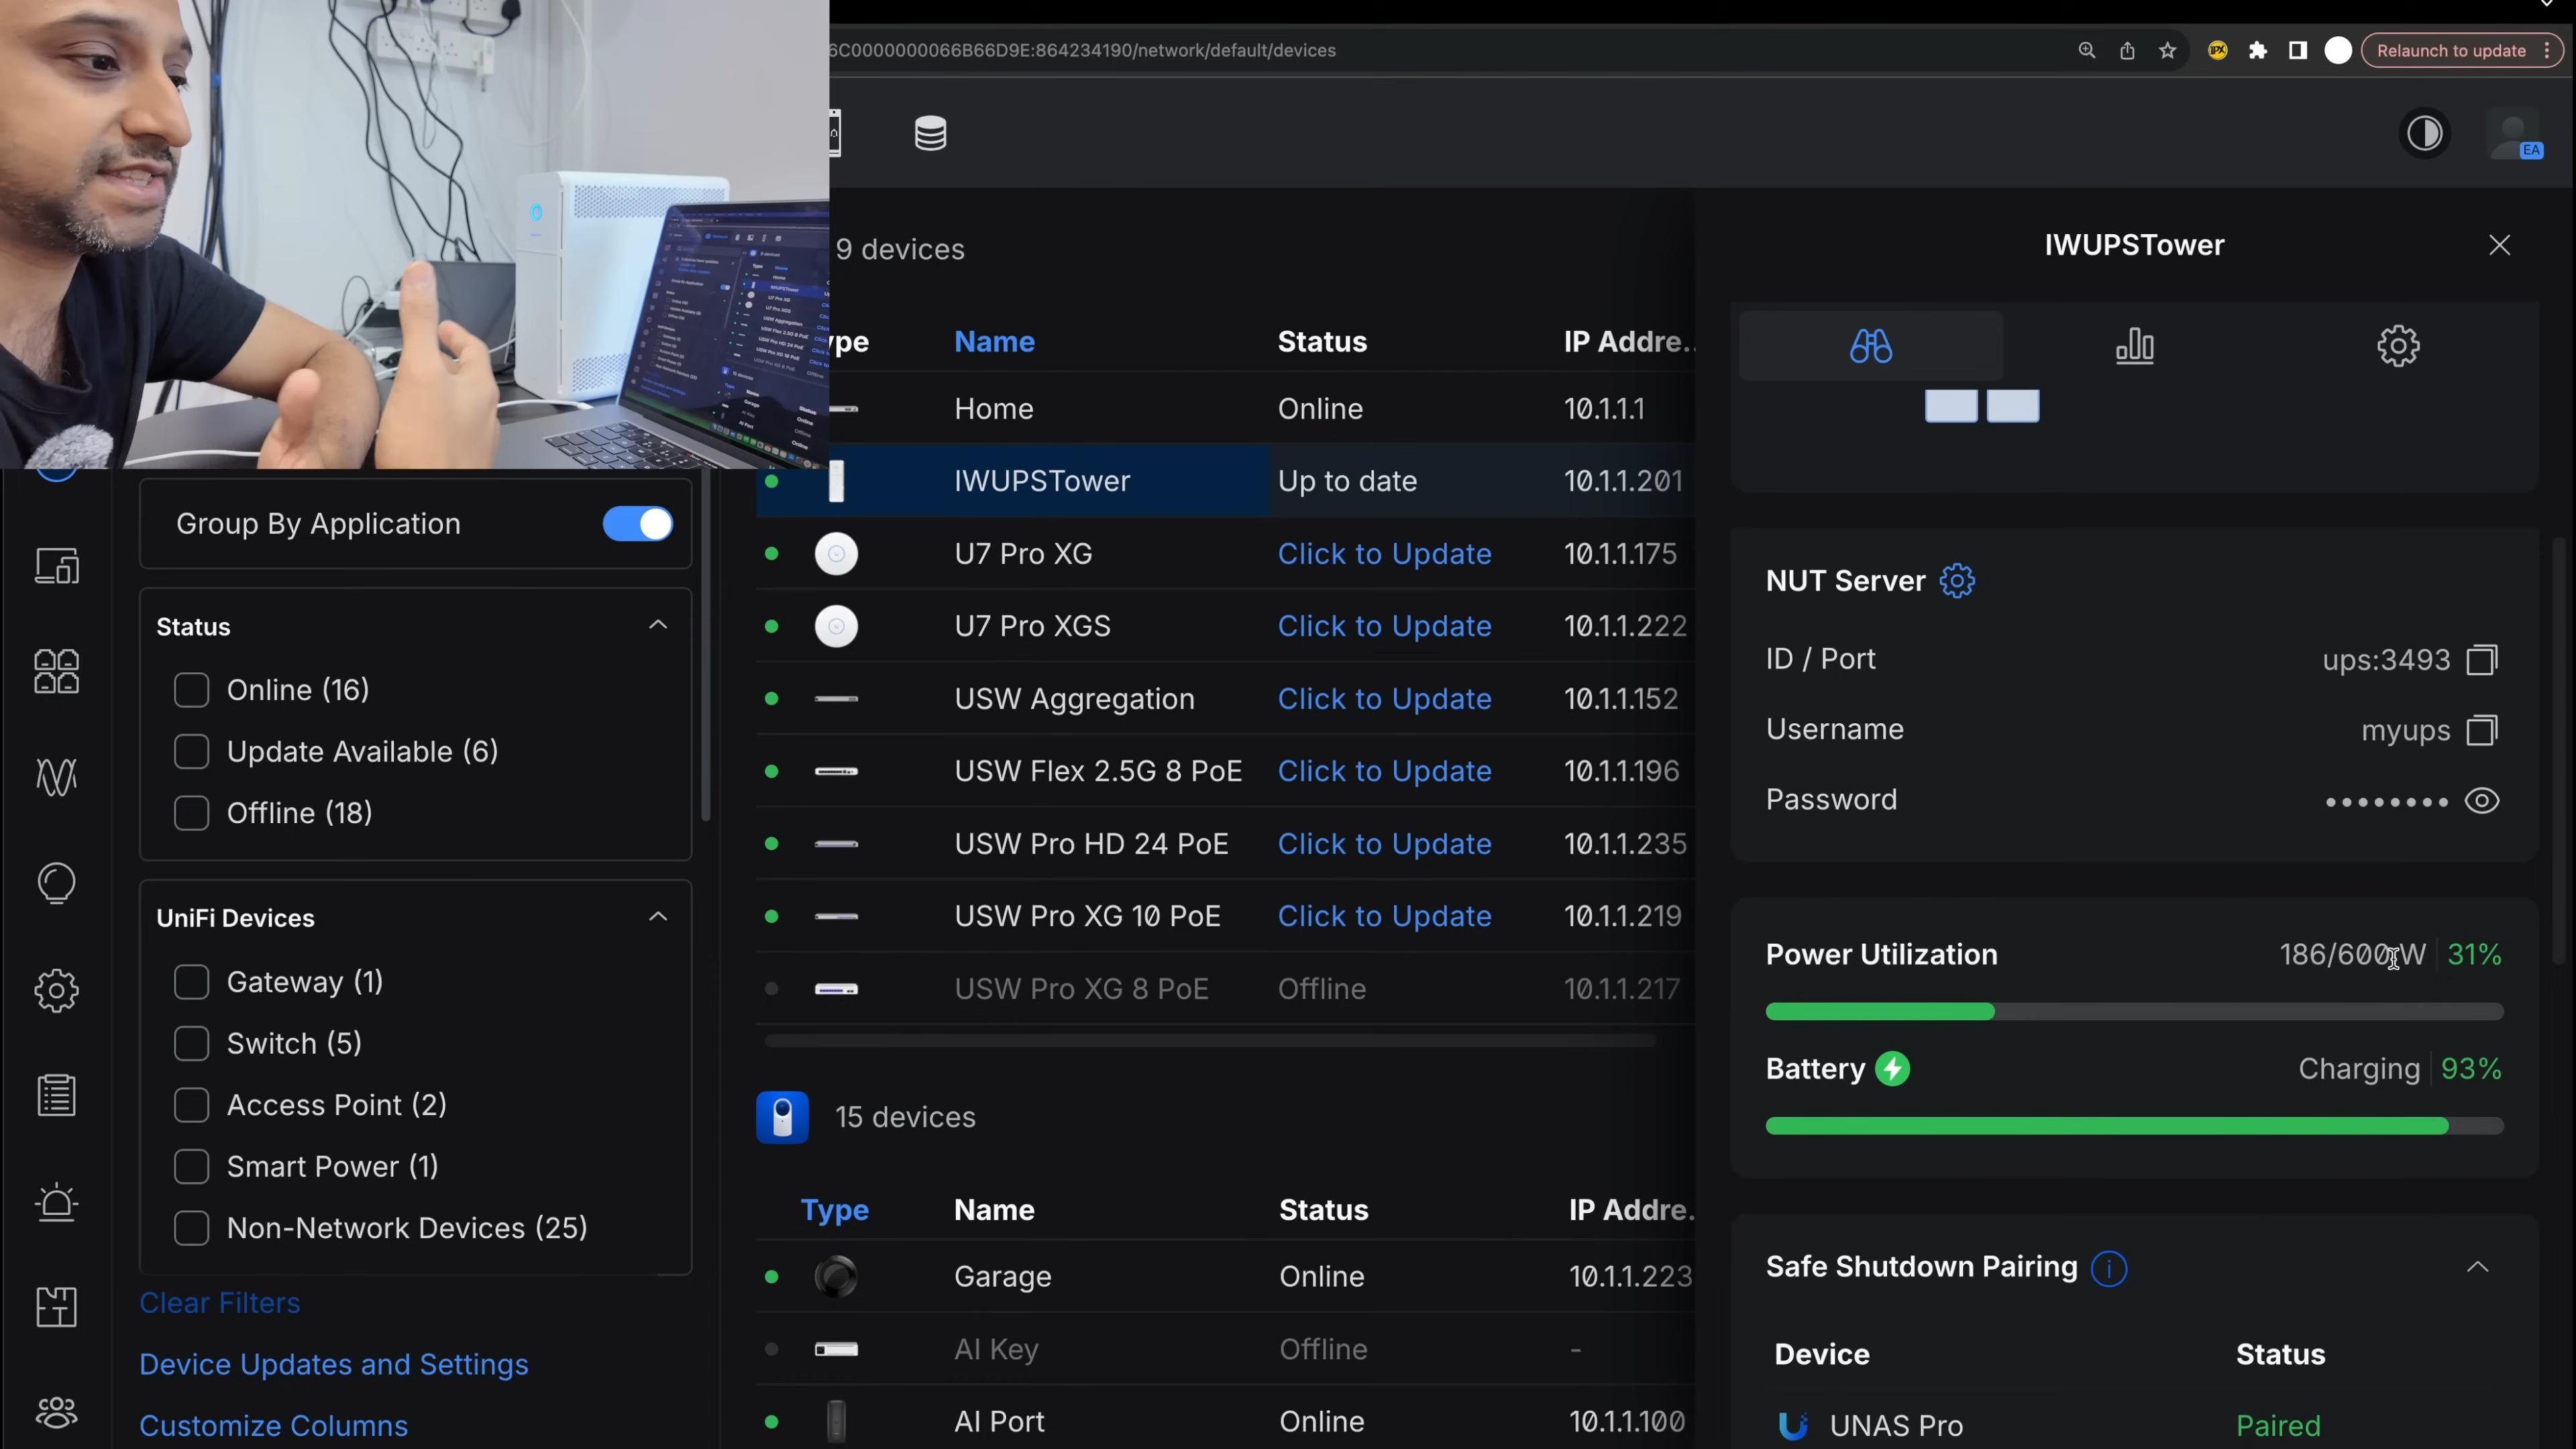 6C0000000066B66D9E:864234190/network/default/devices
Relaunch to update
EA
9 devices
ype Name Status IP Addre..
Home Online 10.1.1.1
IWUPSTower Up to date 10.1.1.201
U7 Pro XG Click to Update 10.1.1.175
U7 Pro XGS Click to Update 10.1.1.222
USW Aggregation Click to Update 10.1.1.152
USW Flex 2.5G 8 PoE Click to Update 10.1.1.196
USW Pro HD 24 PoE Click to Update 10.1.1.235
USW Pro XG 10 PoE Click to Update 10.1.1.219
USW Pro XG 8 PoE Offline 10.1.1.217
15 devices
Type Name Status IP Addre..
Garage Online 10.1.1.223
AI Key Offline -
AI Port Online 10.1.1.100
Group By Application
Status
Online (16)
Update Available (6)
Offline (18)
UniFi Devices
Gateway (1)
Switch (5)
Access Point (2)
Smart Power (1)
Non-Network Devices (25)
Clear Filters
Device Updates and Settings
Customize Columns
IWUPSTower
NUT Server
ID / Port ups:3493
Username myups
Password ••••••••
Power Utilization 186/600 W 31%
Battery Charging 93%
Safe Shutdown Pairing
Device Status
UNAS Pro Paired